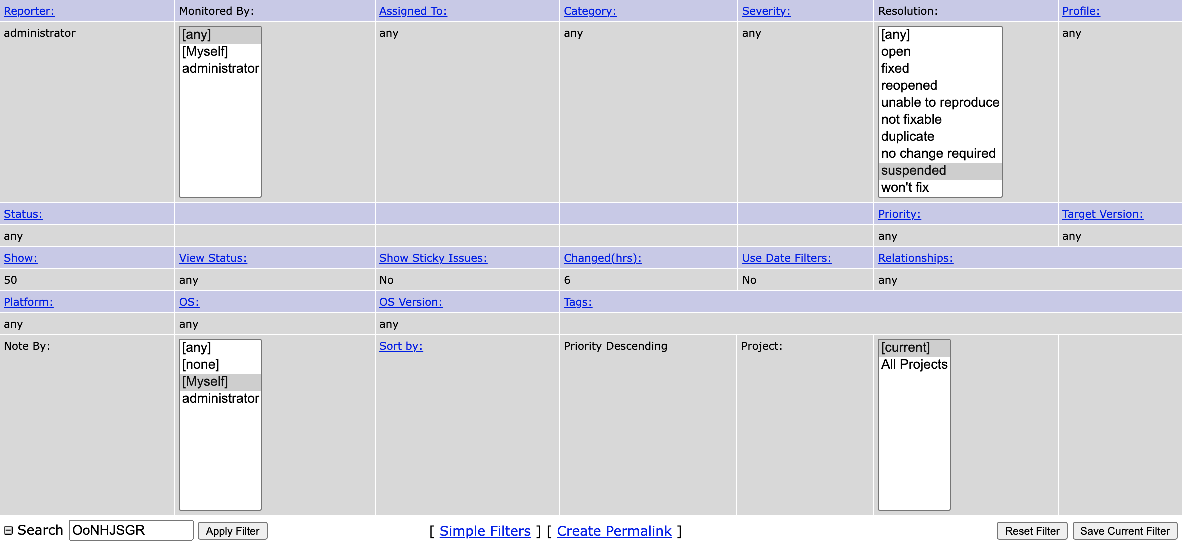 Reporter: Monitored By: Assigned To: Category: Severity: Resolution: Profile:
administrator [any] any any any [any] any
[Myself] open
administrator fixed
reopened
unable to reproduce
not fixable
duplicate
no change required
suspended
won't fix
Status: Priority: Target Version:
any any any
Show: View Status: Show Sticky Issues: Changed(hrs): Use Date Filters: Relationships:
50 any No 6 No any
Platform: OS: OS Version: Tags:
any any any
Note By: [any] Sort by: Priority Descending Project: [current]
[none] All Projects
[Myself]
administrator
Search OoNHJSGR Apply Filter [ Simple Filters ] [ Create Permalink ] Reset Filter Save Current Filter